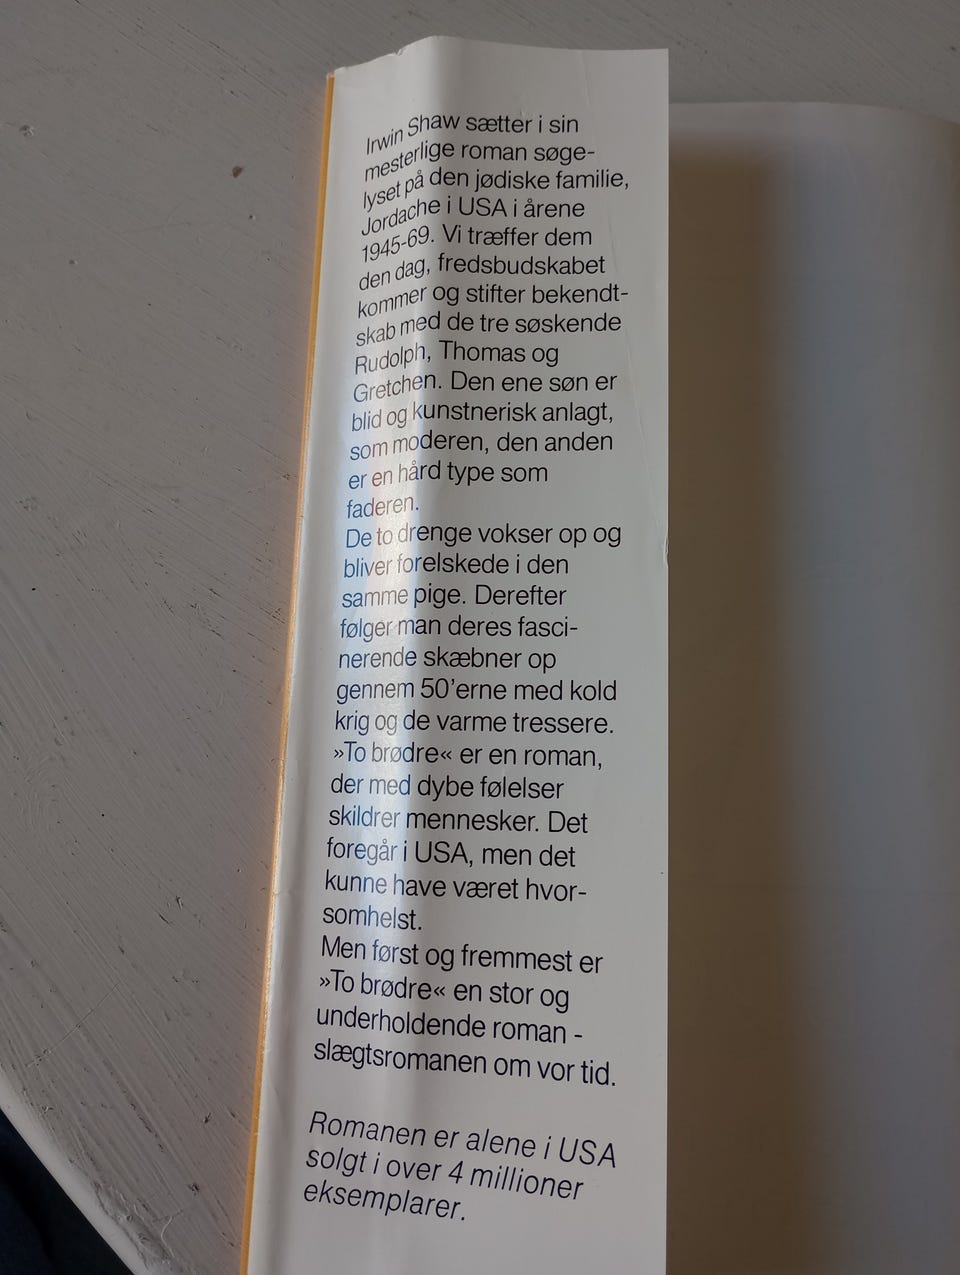 Irwin Shaw sætter i sin
mesterlige roman søge-
lyset på den jødiske familie,
Jordache i USA i årene
1945-69. Vi træffer dem
den dag, fredsbudskabet
kommer og stifter bekendt-
skab med de tre søskende
Rudolph, Thomas og
Gretchen. Den ene søn er
blid og kunstnerisk anlagt,
som moderen, den anden
er en hård type som
faderen.
De to drenge vokser op og
bliver forelskede i den
samme pige. Derefter
følger man deres fasci-
nerende skæbner op
gennem 50'erne med kold
krig og de varme tressere.
»To brødre« er en roman,
der med dybe følelser
skildrer mennesker. Det
foregår i USA, men det
kunne have været hvor-
somhelst.
Men først og fremmest er
»To brødre« en stor og
underholdende roman -
slægtsromanen om vor tid.
Romanen er alene i USA
solgt i over 4 millioner
eksemplarer.